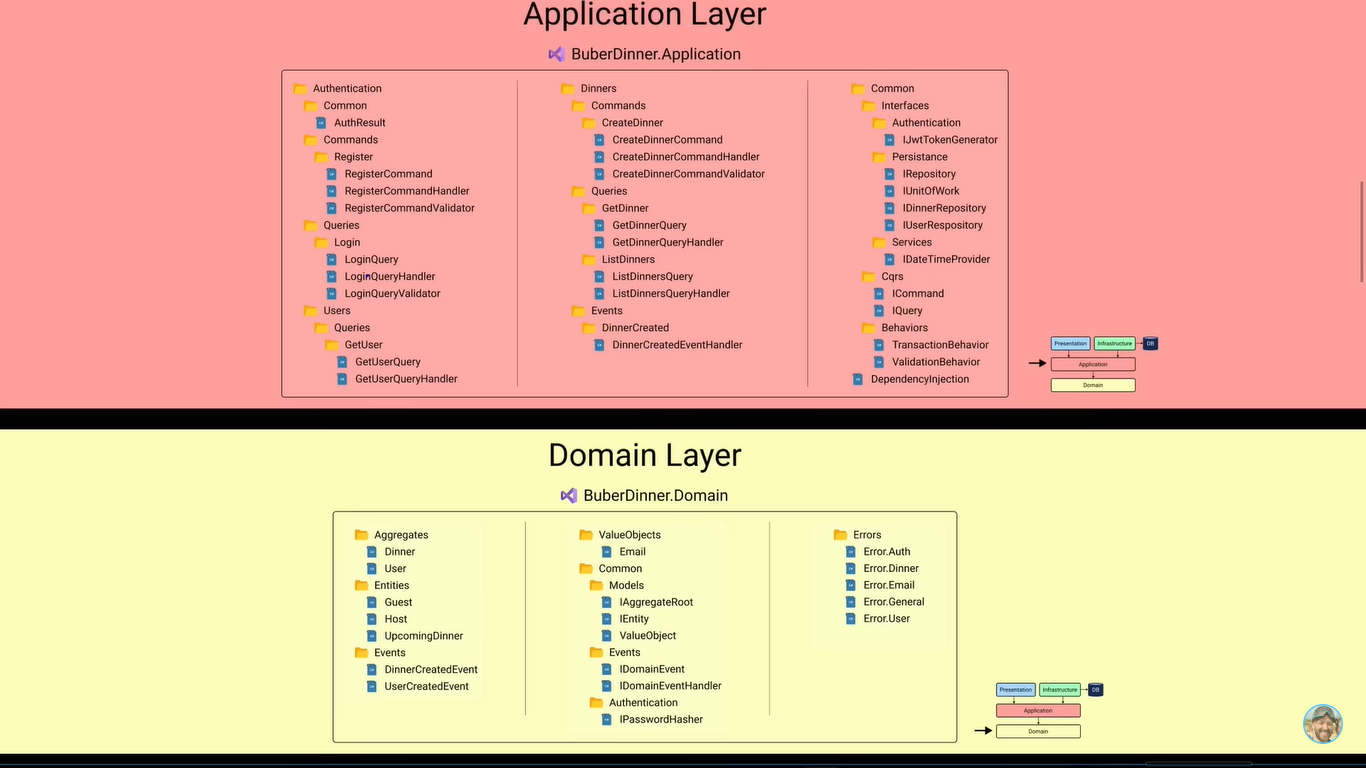 Application Layer
BuberDinner.Application
Authentication
Common
AuthResult
Commands
Register
RegisterCommand
RegisterCommandHandler
RegisterCommandValidator
Queries
Login
LoginQuery
LoginQueryHandler
LoginQueryValidator
Users
Queries
GetUser
GetUserQuery
GetUserQueryHandler
Dinners
Commands
CreateDinner
CreateDinnerCommand
CreateDinnerCommandHandler
CreateDinnerCommandValidator
Queries
GetDinner
GetDinnerQuery
GetDinnerQueryHandler
ListDinners
ListDinnersQuery
ListDinnersQueryHandler
Events
DinnerCreated
DinnerCreatedEventHandler
Common
Interfaces
Authentication
IJwtTokenGenerator
Persistance
IRepository
IUnitOfWork
IDinnerRepository
IUserRespository
Services
IDateTimeProvider
Cqrs
ICommand
IQuery
Behaviors
TransactionBehavior
ValidationBehavior
DependencyInjection
Presentation Infrastructure DB
Application
Domain
Domain Layer
BuberDinner.Domain
Aggregates
Dinner
User
Entities
Guest
Host
UpcomingDinner
Events
DinnerCreatedEvent
UserCreatedEvent
ValueObjects
Email
Common
Models
IAggregateRoot
IEntity
ValueObject
Events
IDomainEvent
IDomainEventHandler
Authentication
IPasswordHasher
Errors
Error.Auth
Error.Dinner
Error.Email
Error.General
Error.User
Presentation Infrastructure DB
Application
Domain